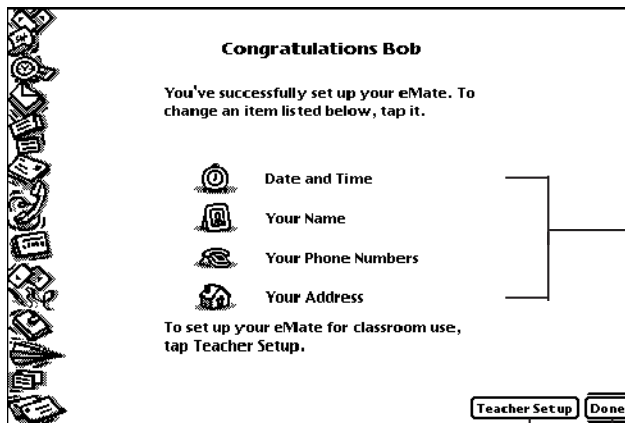 Congratulations Bob
You've successfully set up your eMate. To
change an item listed below, tap it.
Date and Time
Your Name
Your Phone Numbers
Your Address
To set up your eMate for classroom use,
tap Teacher Setup.
Teacher Setup
Done